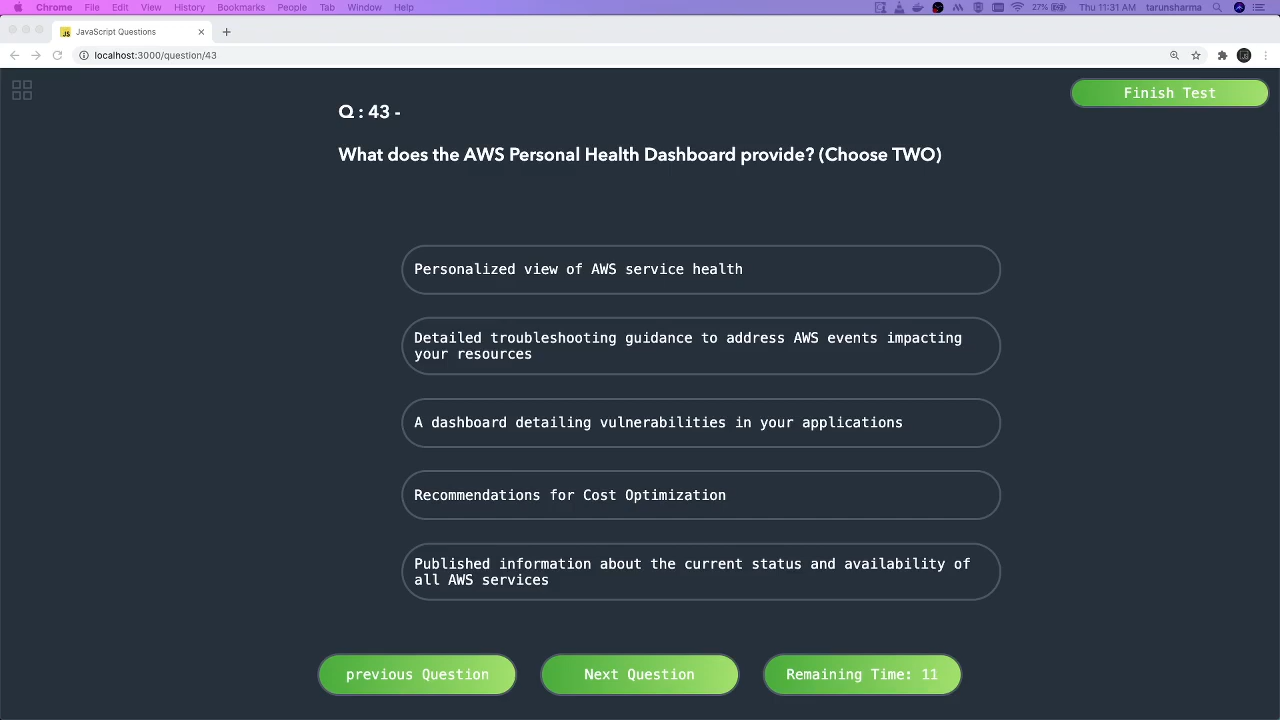 Chrome File Edit View History Bookmarks People Tab Window Help 27% Thu 11:31 AM tarunsharma
JS JavaScript Questions
localhost:3000/question/43
Finish Test
Q : 43 -
What does the AWS Personal Health Dashboard provide? (Choose TWO)
Personalized view of AWS service health
Detailed troubleshooting guidance to address AWS events impacting
your resources
A dashboard detailing vulnerabilities in your applications
Recommendations for Cost Optimization
Published information about the current status and availability of
all AWS services
previous Question Next Question Remaining Time: 11